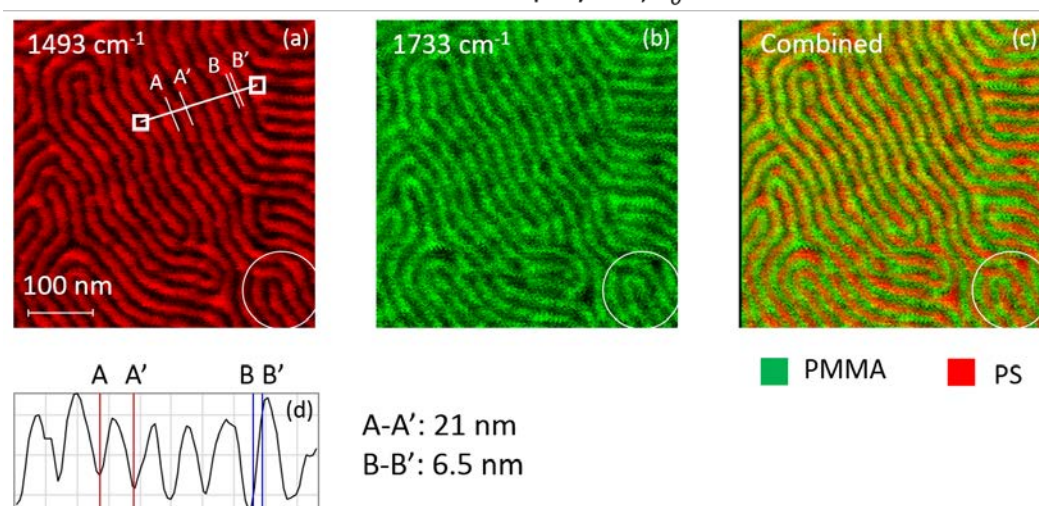 1493 cm-1
(a)
A
A'
B
B'
100 nm
1733 cm-1
(b)
Combined
(c)
PMMA
PS
A
A'
B
B'
(d)
A-A': 21 nm
B-B': 6.5 nm